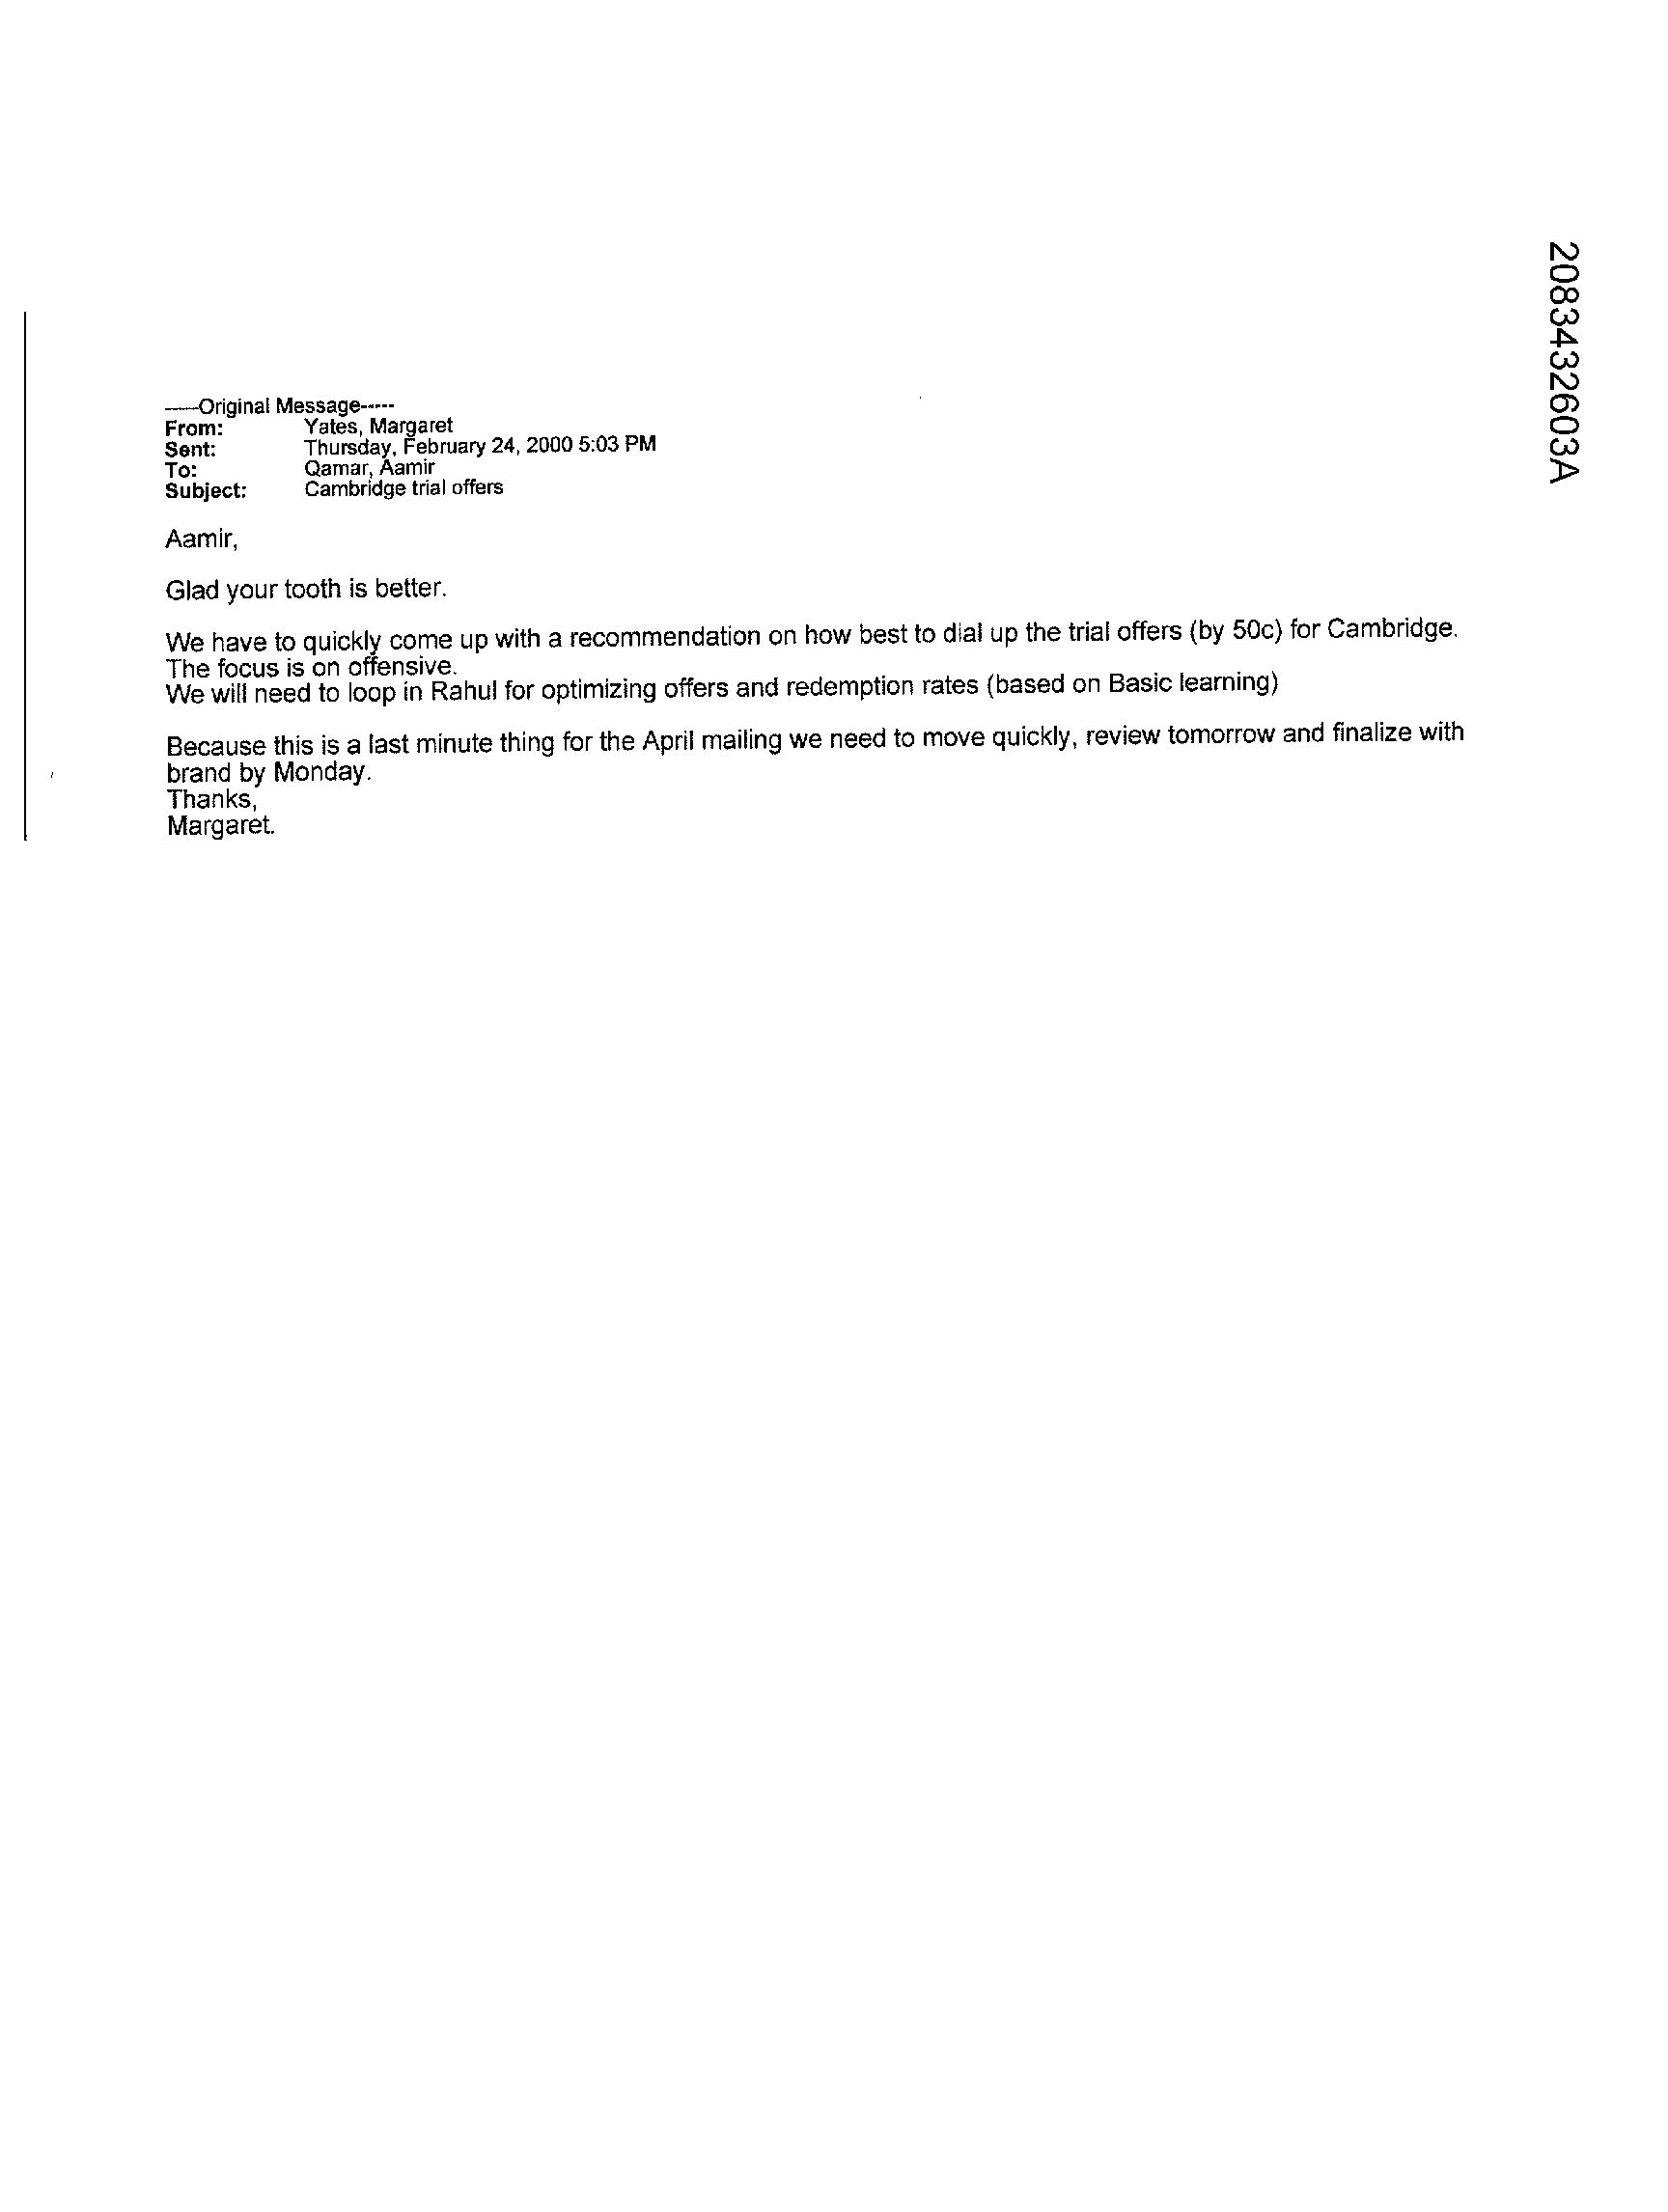 -----Original Message-----
From: Yates, Margaret
Sent: Thursday, February 24, 2000 5:03 PM
To: Qamar, Aamir
Subject: Cambridge trial offers
Aamir,
Glad your tooth is better.
We have to quickly come up with a recommendation on how best to dial up the trial offers (by 50c) for Cambridge.
The focus is on offensive.
We will need to loop in Rahul for optimizing offers and redemption rates (based on Basic learning)
Because this is a last minute thing for the April mailing we need to move quickly, review tomorrow and finalize with
brand by Monday.
Thanks,
Margaret.
2083432603A